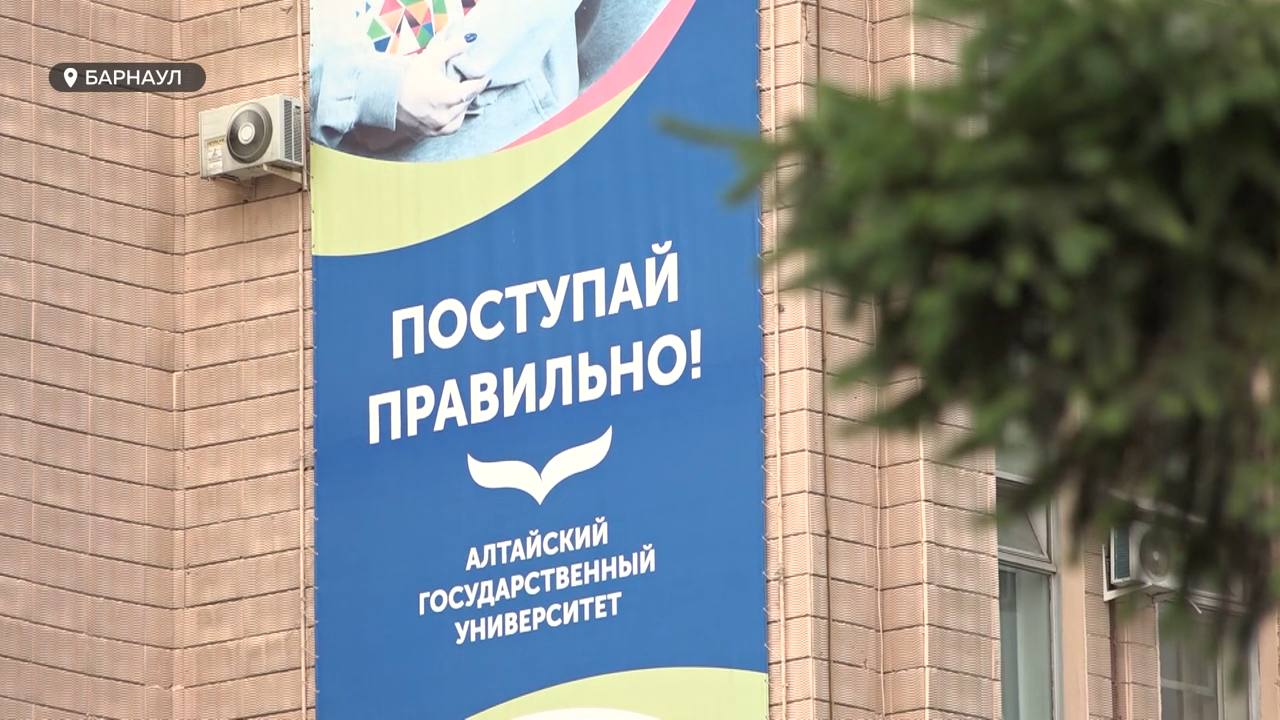 БАРНАУЛ
ПОСТУПАЙ
ПРАВИЛЬНО!
АЛТАЙСКИЙ
ГОСУДАРСТВЕННЫЙ
УНИВЕРСИТЕТ